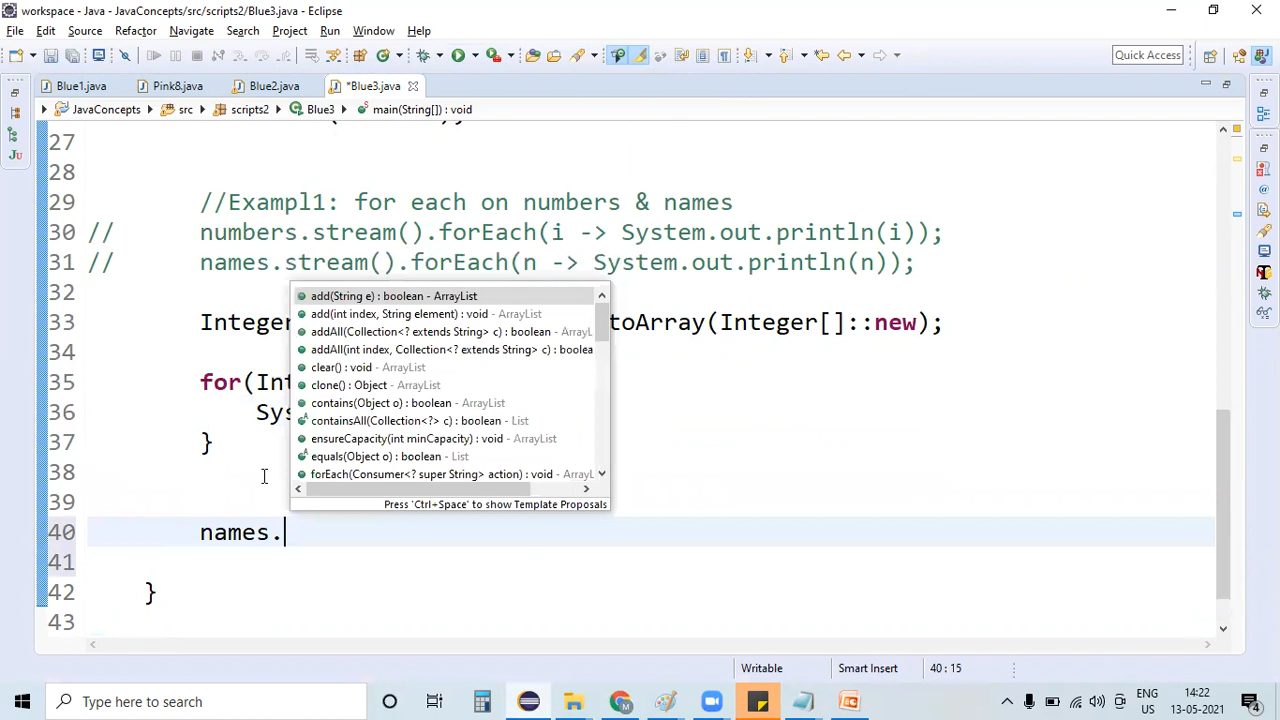 workspace - Java - JavaConcepts/src/scripts2/Blue3.java - Eclipse
File Edit Source Refactor Navigate Search Project Run Window Help
Quick Access
Blue1.java Pink8.java Blue2.java *Blue3.java
JavaConcepts src scripts2 Blue3 main(String[]) : void
27
28
29 //Exampl1: for each on numbers & names
30 // numbers.stream().forEach(i -> System.out.println(i));
31 // names.stream().forEach(n -> System.out.println(n));
32
33 Integer toArray(Integer[]::new);
34
35 for(Int
36 Sys
37 }
38
39
40 names.
41
42 }
43
add(String e) : boolean - ArrayList
add(int index, String element) : void - ArrayList
addAll(Collection<? extends String> c) : boolean - ArrayL
addAll(int index, Collection<? extends String> c) : boolea
clear() : void - ArrayList
clone() : Object - ArrayList
contains(Object o) : boolean - ArrayList
containsAll(Collection<?> c) : boolean - List
ensureCapacity(int minCapacity) : void - ArrayList
equals(Object o) : boolean - List
forEach(Consumer<? super String> action) : void - ArrayL
Press 'Ctrl+Space' to show Template Proposals
Writable Smart Insert 40 : 15
Type here to search
ENG
IN
14:22
13-05-2021
4